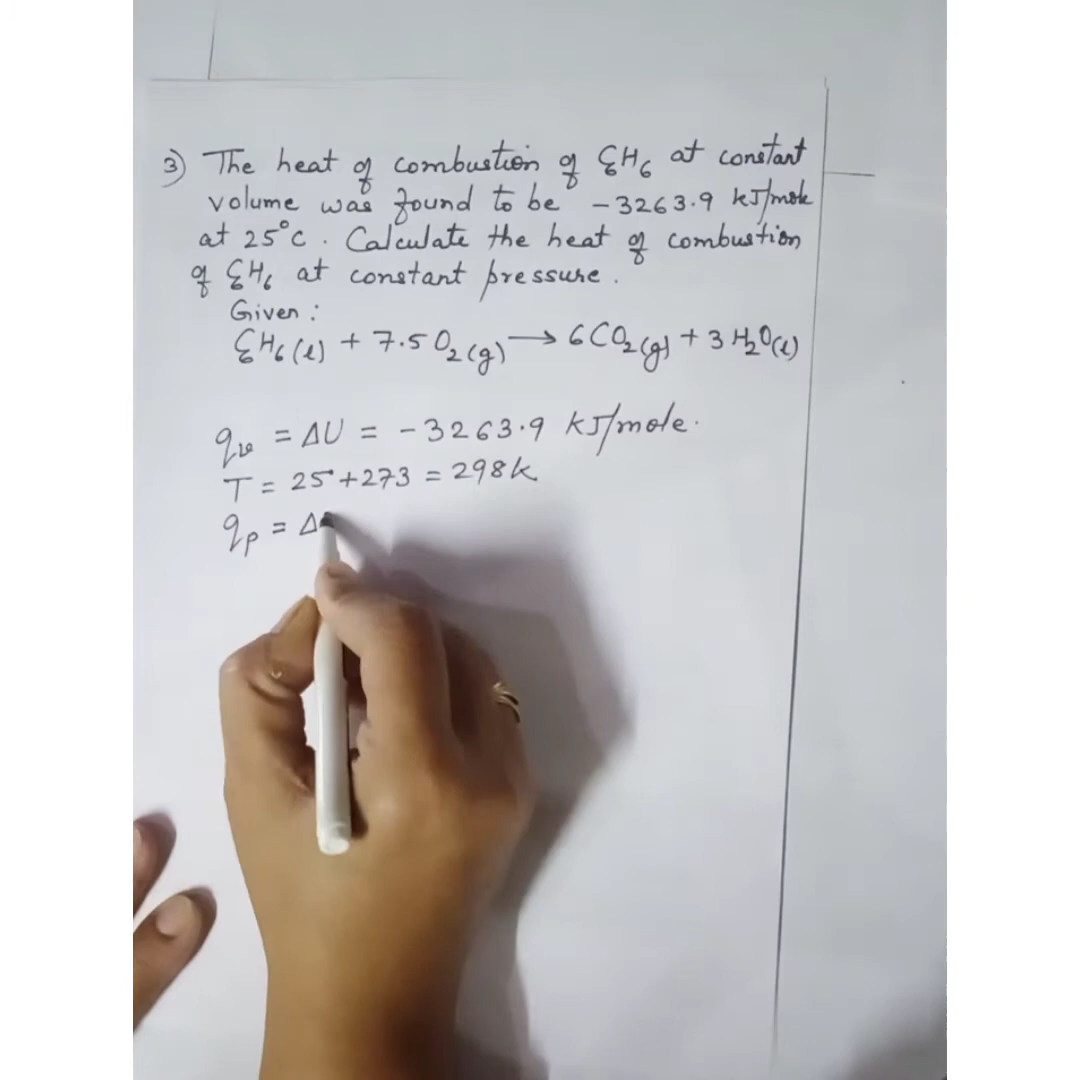 3) The heat of combustion of C6H6 at constant
volume was found to be -3263.9 kJ/mole
at 25°C. Calculate the heat of combustion
of C6H6 at constant pressure.
Given:
C6H6(l) + 7.5O2(g) → 6CO2(g) + 3H2O(l)
qv = ΔU = -3263.9 kJ/mole.
T = 25+273 = 298k
qp = Δ